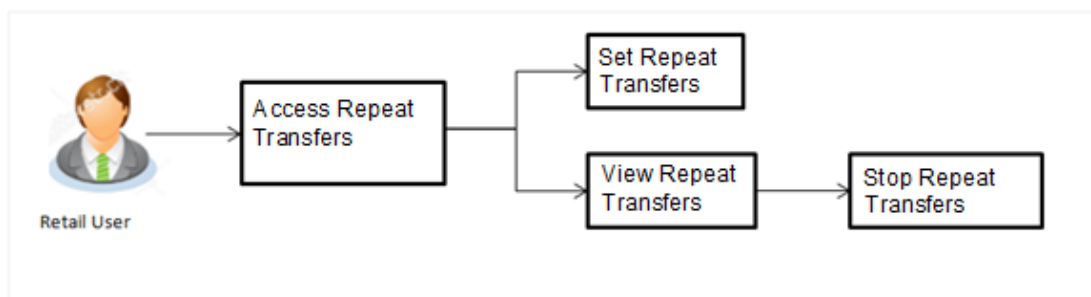 Set Repeat
Transfers
Access Repeat
Transfers
View Repeat
Transfers
Stop Repeat
Transfers
Retail User